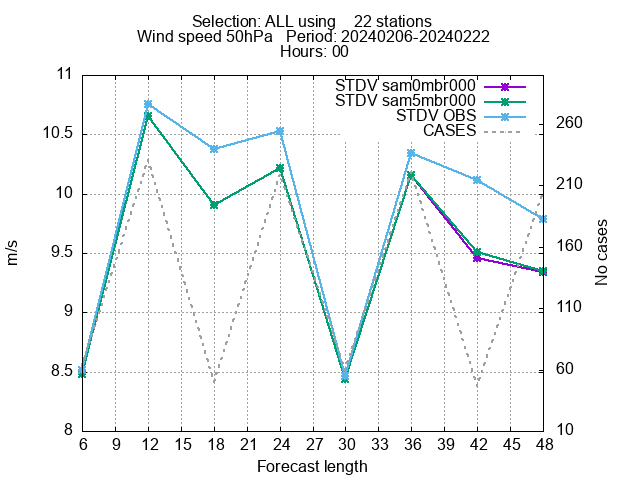 Selection: ALL using    22 stations
Wind speed 50hPa   Period: 20240206-20240222
Hours: 00
STDV sam0mbr000
STDV sam5mbr000
STDV OBS
CASES
11
10.5
10
9.5
9
8.5
8
m/s
260
210
160
110
60
10
No cases
6 9 12 15 18 21 24 27 30 33 36 39 42 45 48
Forecast length